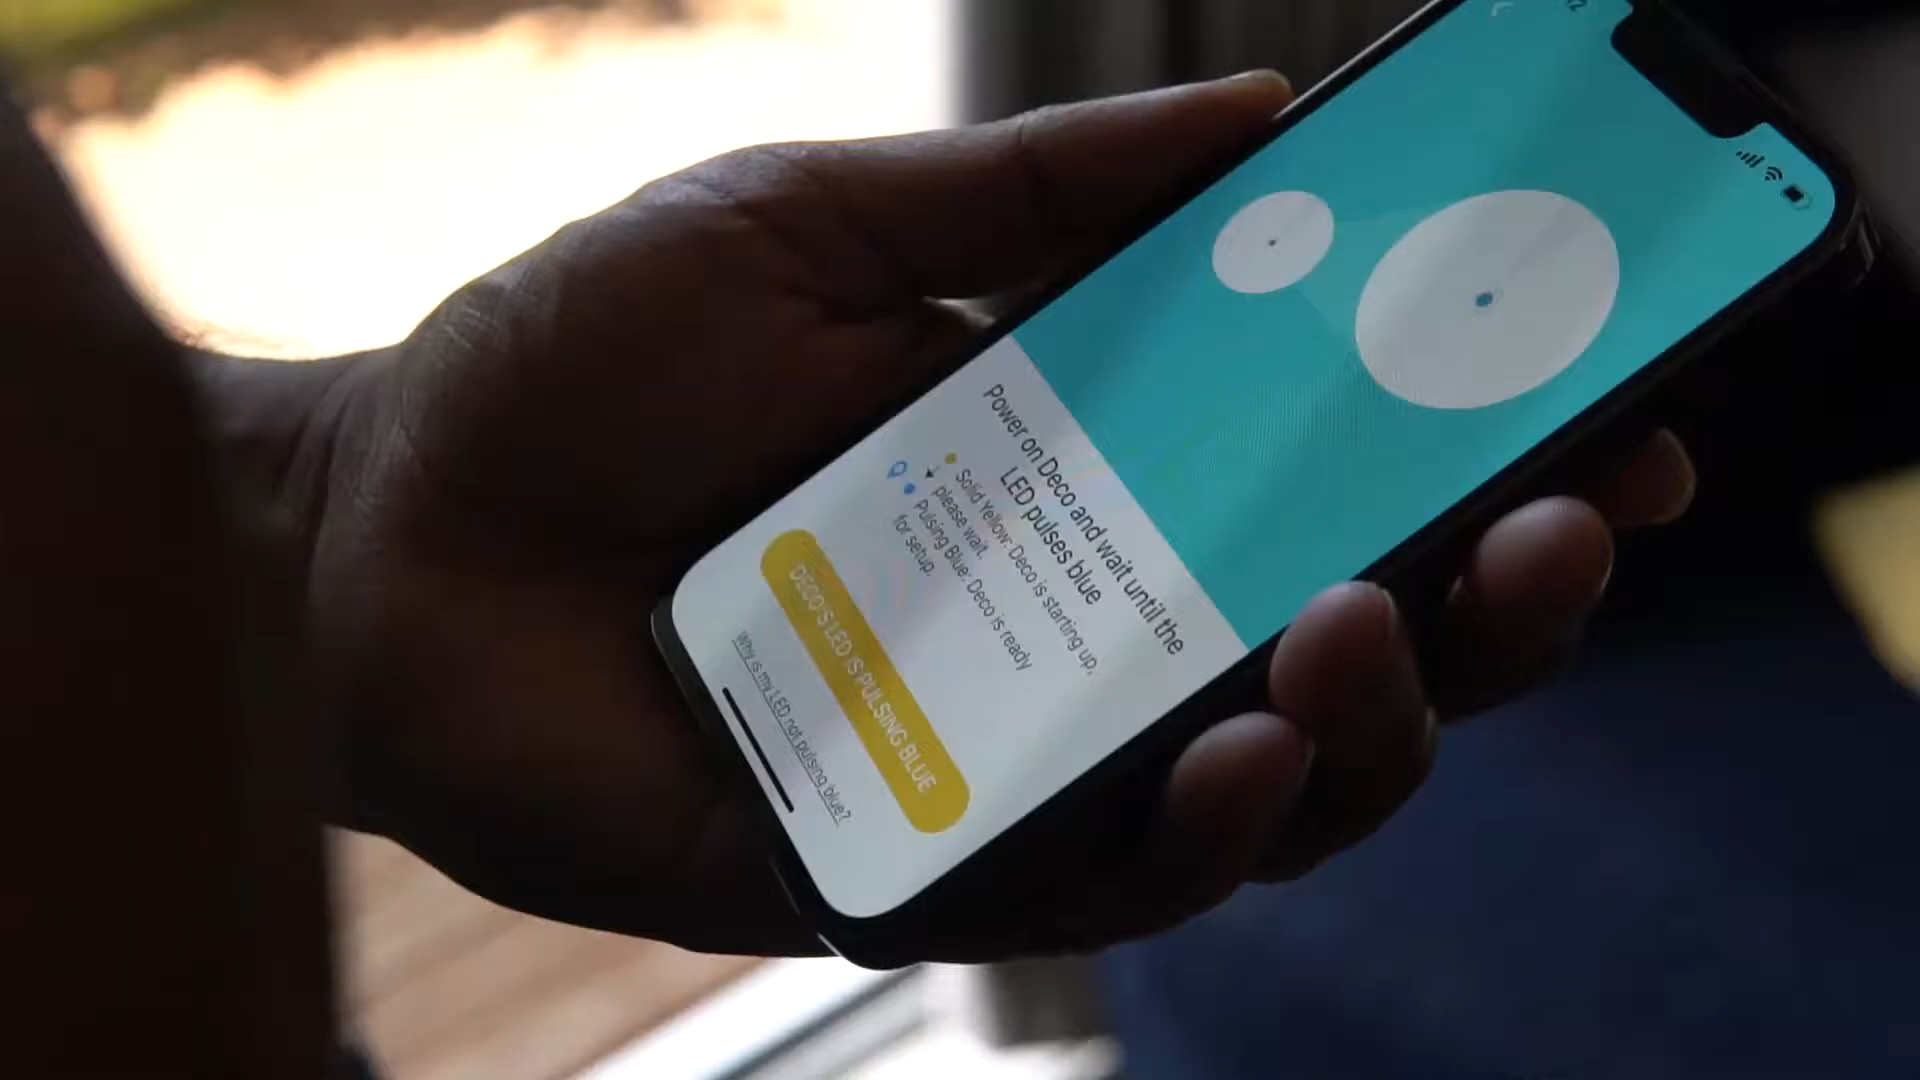 Power on Deco and wait until the
LED pulses blue
Solid Yellow: Deco is starting up,
please wait.
Pulsing Blue: Deco is ready
for setup.
DECO'S LED IS PULSING BLUE
Why is my LED not pulsing blue?